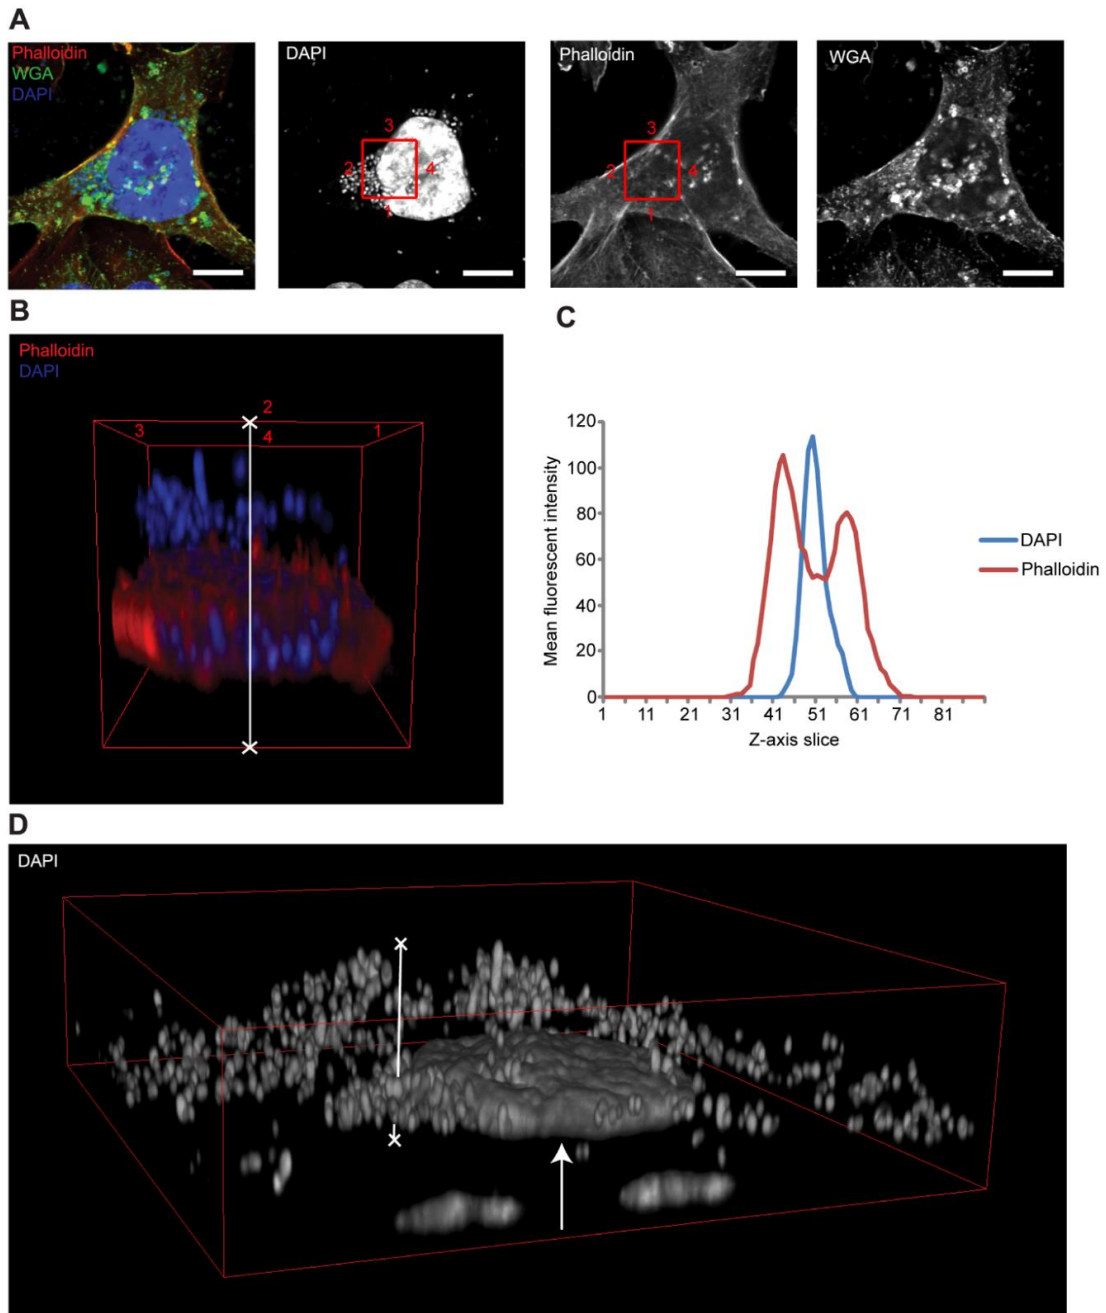 A
Phalloidin
WGA
DAPI
DAPI
3
2
4
1
Phalloidin
3
2
4
1
WGA
B
Phalloidin
DAPI
2
3
4
1
C
120
100
80
60
40
20
0
Mean fluorescent intensity
1 11 21 31 41 51 61 71 81
Z-axis slice
DAPI
Phalloidin
D
DAPI